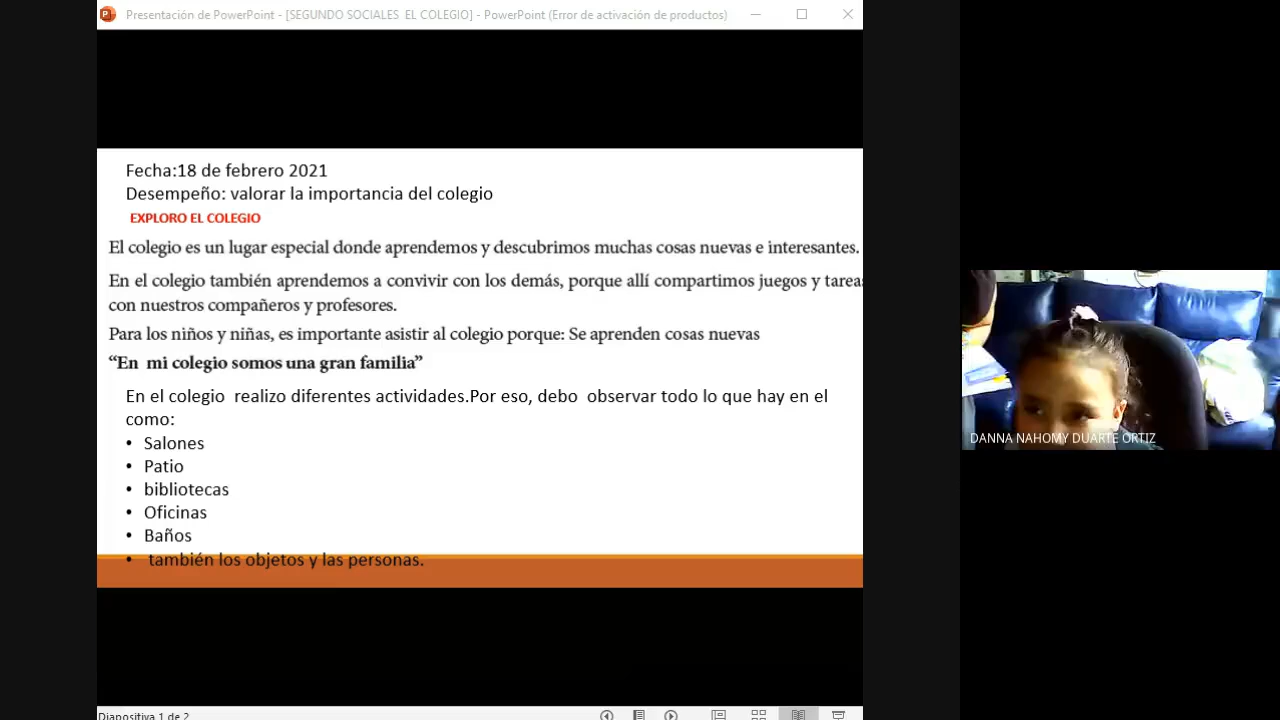 Presentación de PowerPoint - [SEGUNDO SOCIALES EL COLEGIO] - PowerPoint (Error de activación de productos)
Fecha:18 de febrero 2021
Desempeño: valorar la importancia del colegio
EXPLORO EL COLEGIO
El colegio es un lugar especial donde aprendemos y descubrimos muchas cosas nuevas e interesantes.
En el colegio también aprendemos a convivir con los demás, porque allí compartimos juegos y tareas
con nuestros compañeros y profesores.
Para los niños y niñas, es importante asistir al colegio porque: Se aprenden cosas nuevas
“En mi colegio somos una gran familia”
En el colegio realizo diferentes actividades.Por eso, debo observar todo lo que hay en el
como:
• Salones
• Patio
• bibliotecas
• Oficinas
• Baños
• también los objetos y las personas.
DANNA NAHOMY DUARTE ORTIZ
Diapositiva 1 de 2